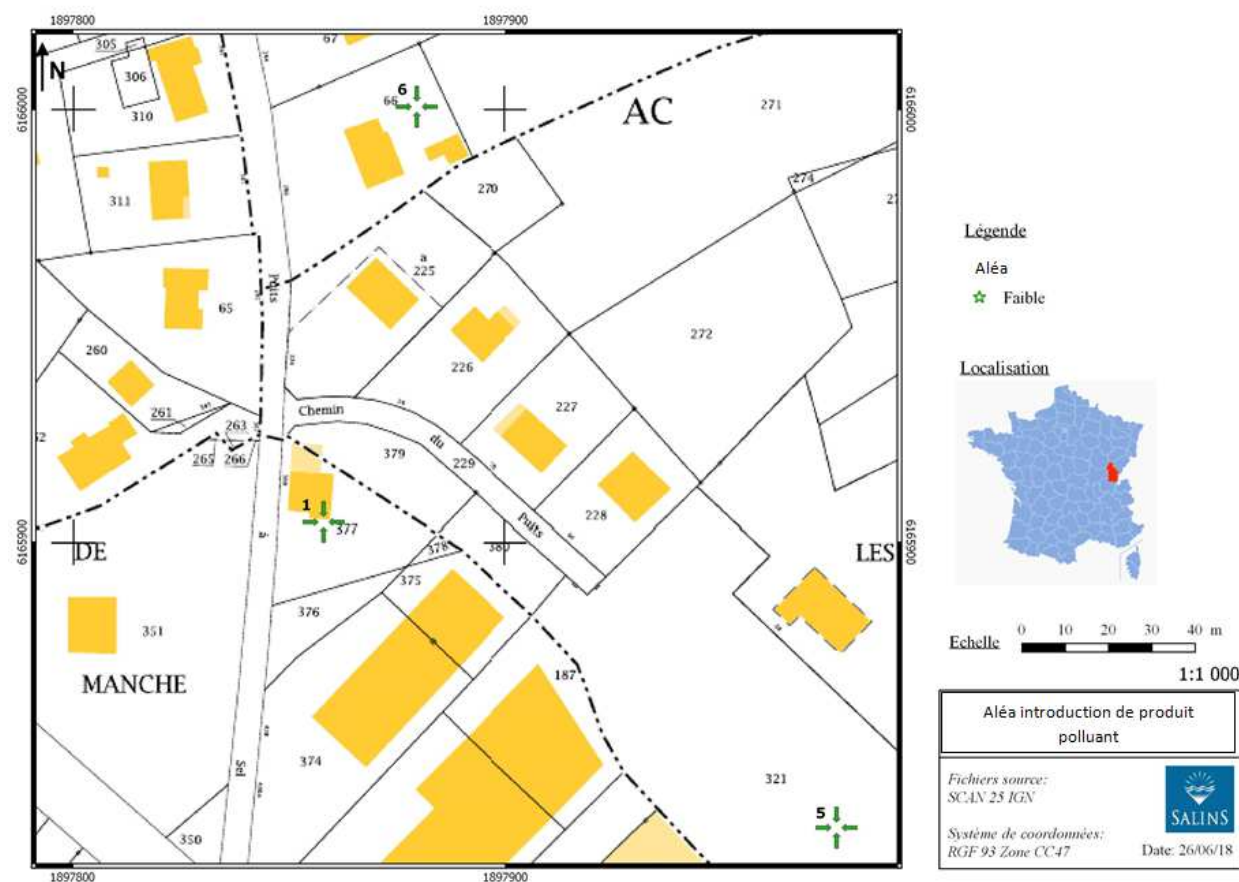 1897800
1897900
305
67
N
306
6
66
271
6166000
6166000
310
AC
274
270
311
a
225
Puits
65
272
260
226
261
Chemin
227
263
du
379
229
265
266
Puits
228
1
377
6165900
6165900
DE
378
380
LES
375
376
à
351
MANCHE
187
374
Sel
321
5
350
1897800
1897900
Légende
Aléa
Faible
Localisation
Echelle
0 10 20 30 40 m
1:1 000
Aléa introduction de produit
polluant
Fichiers source:
SCAN 25 IGN
SALINS
Système de coordonnées:
RGF 93 Zone CC47
Date: 26/06/18